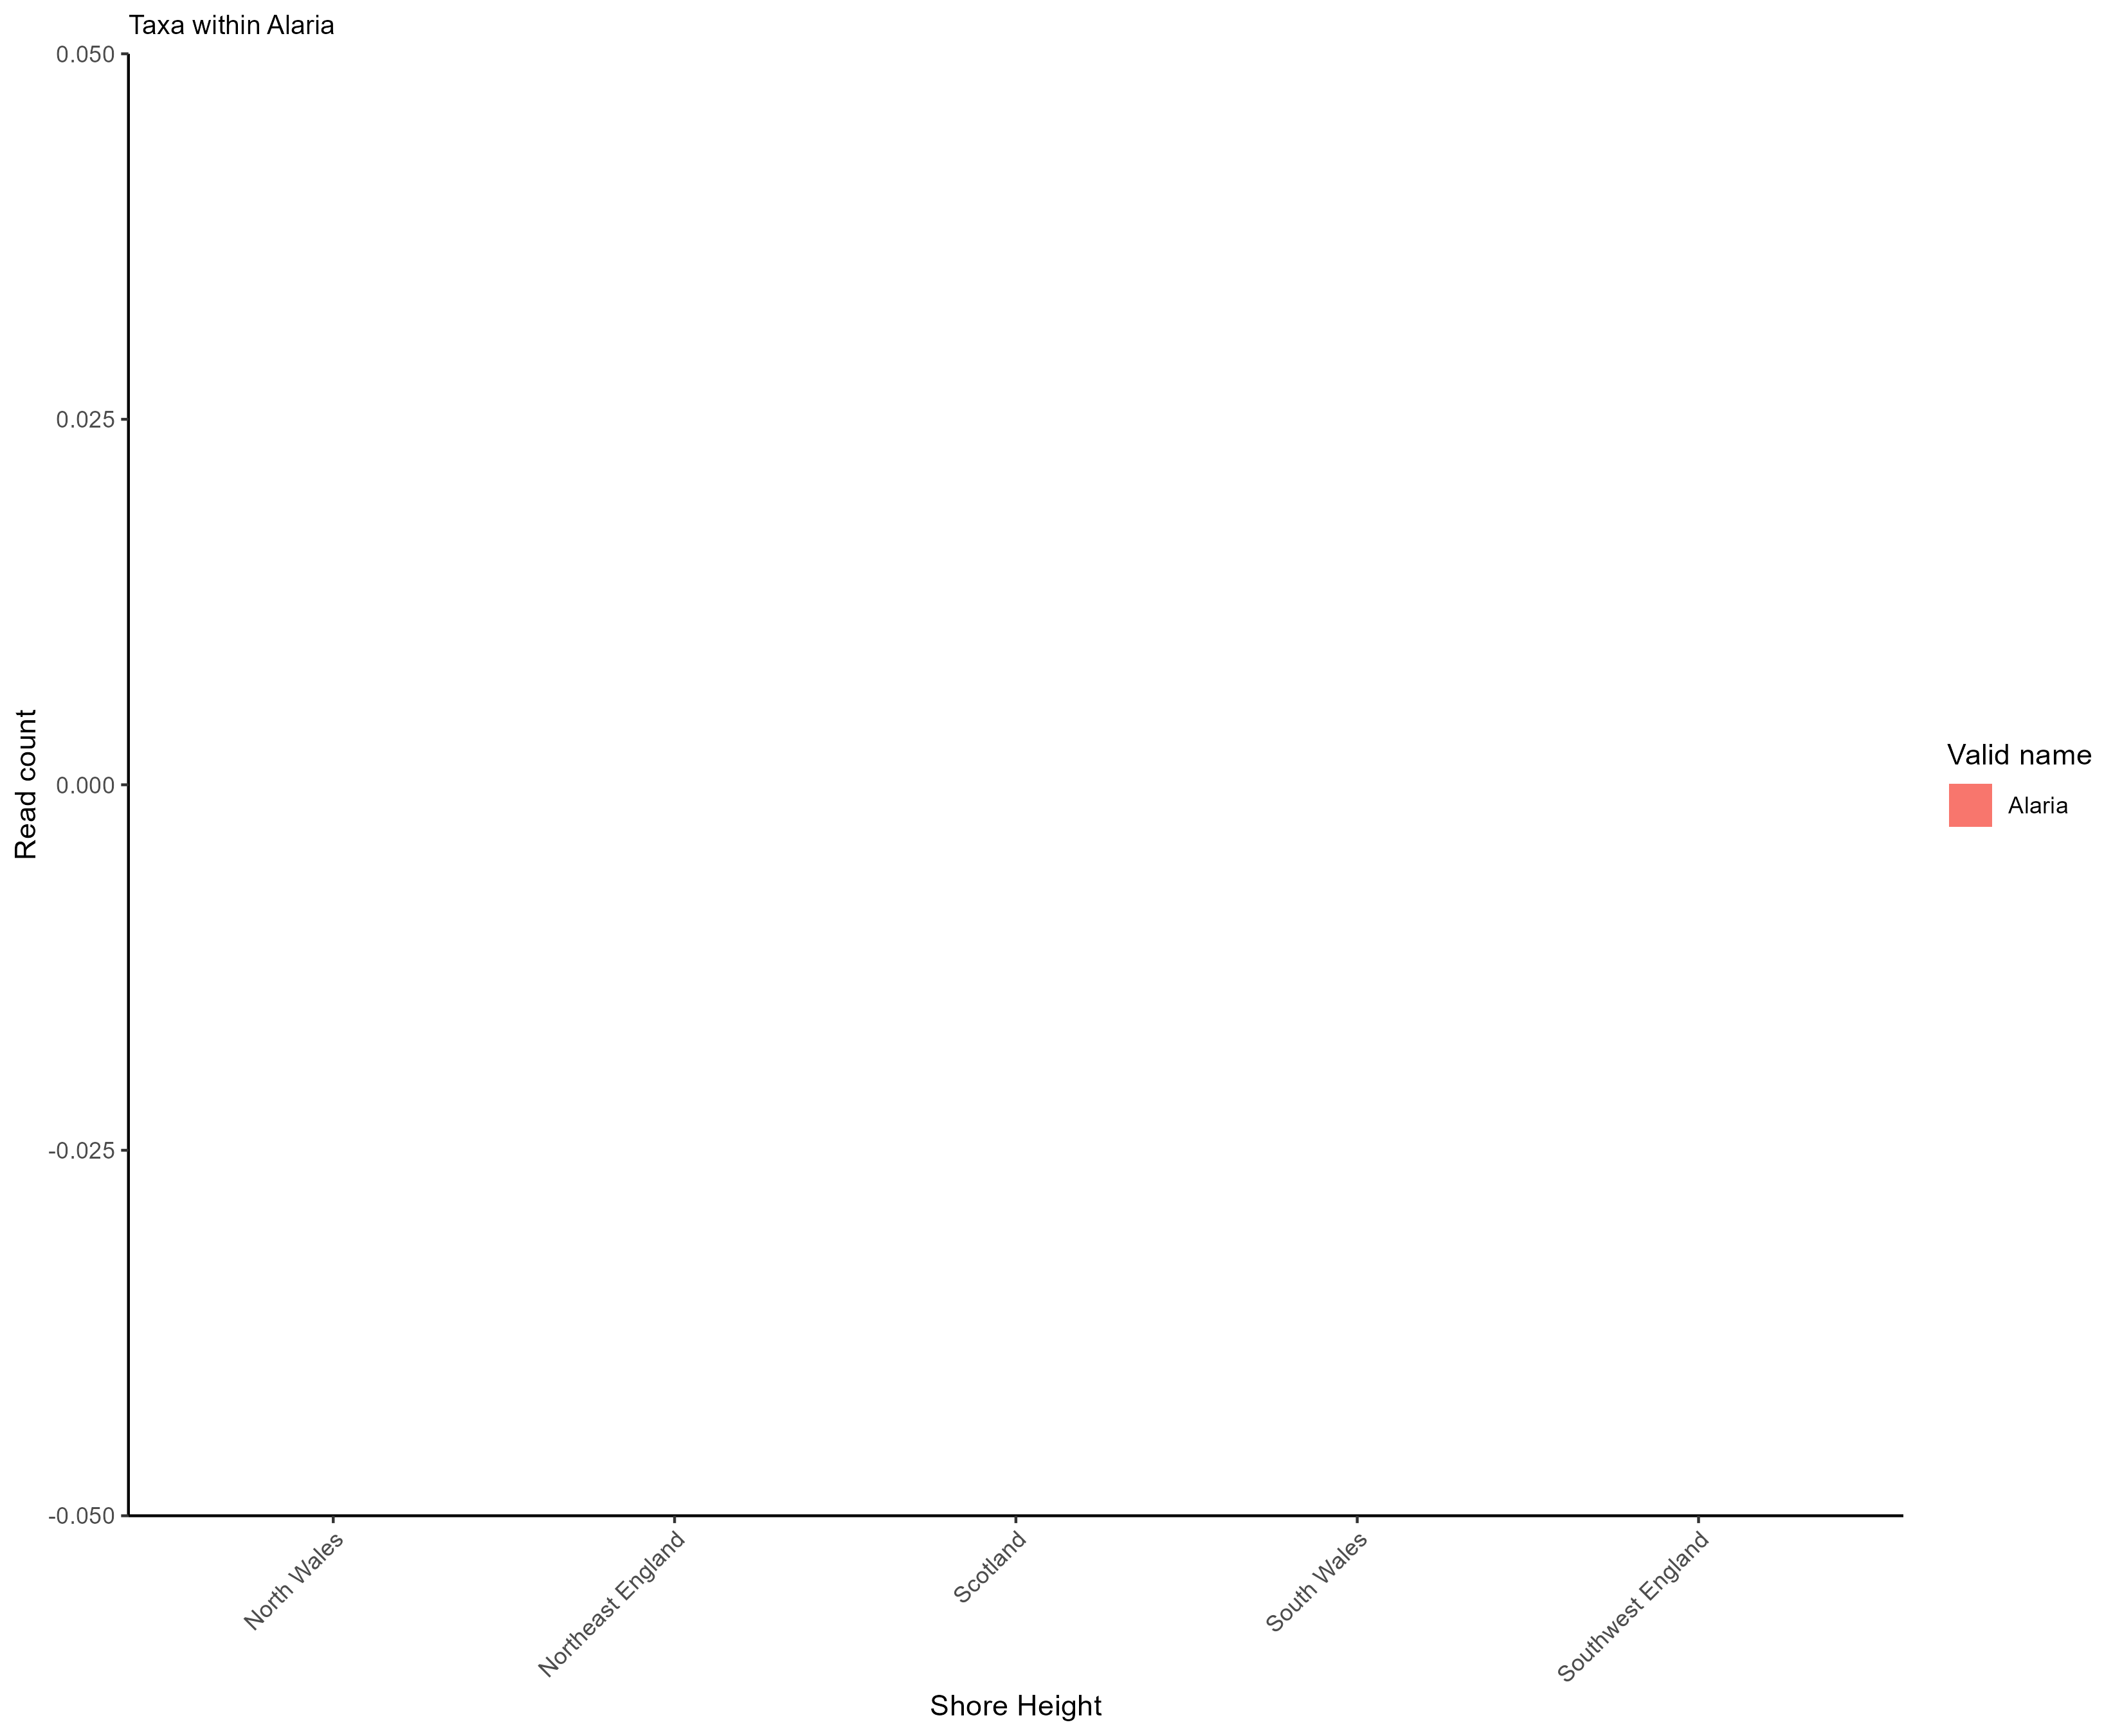 Taxa within Alaria
0.050
0.025
0.000
-0.025
-0.050
Read count
North Wales
Northeast England
Scotland
South Wales
Southwest England
Shore Height
Valid name
Alaria